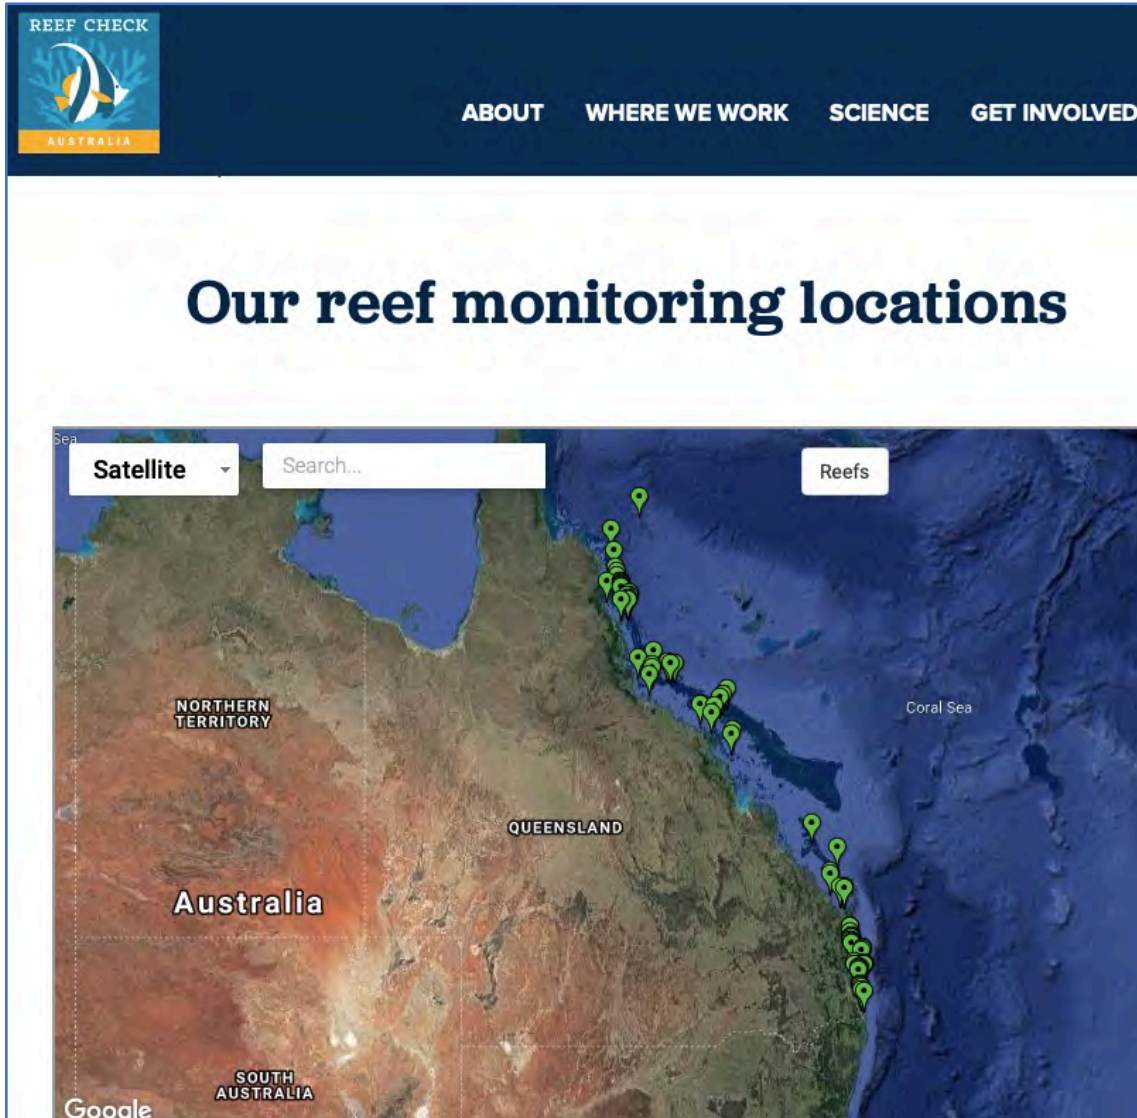 REEF CHECK
AUSTRALIA
ABOUT WHERE WE WORK SCIENCE GET INVOLVED
Our reef monitoring locations
Sea
Satellite
Search...
Reefs
NORTHERN
TERRITORY
Coral Sea
QUEENSLAND
Australia
SOUTH
AUSTRALIA
Google